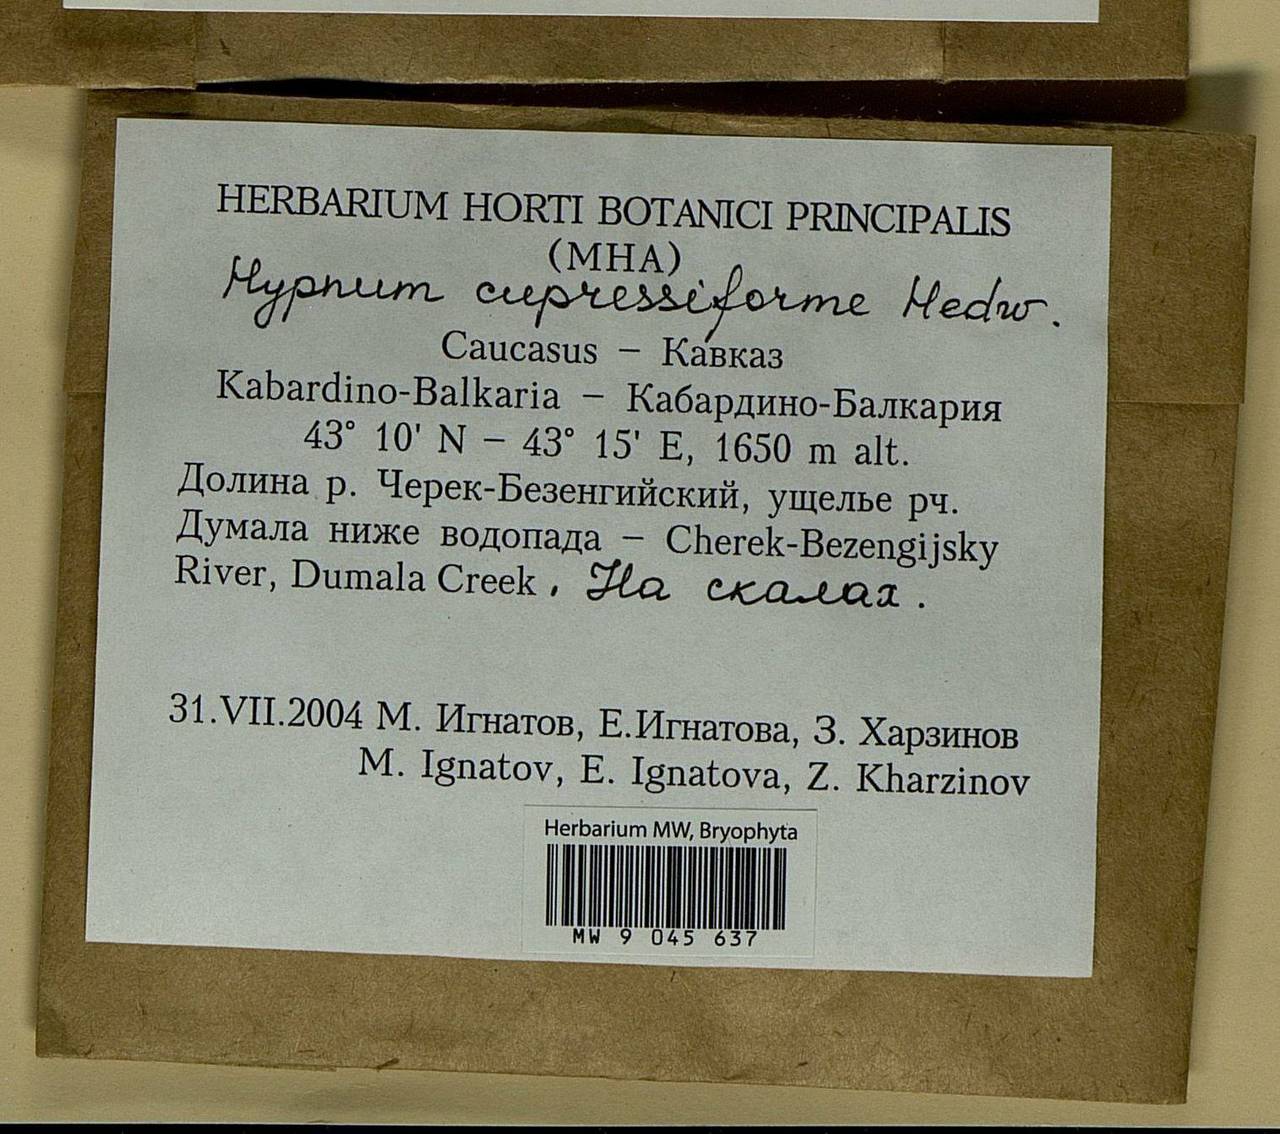 HERBARIUM HORTI BOTANICI PRINCIPALIS
(MHA)
Hypnum cupressiforme Hedw.
Caucasus – Кавказ
Kabardino-Balkaria – Кабардино-Балкария
43° 10' N – 43° 15' E, 1650 m alt.
Долина р. Черек-Безенгийский, ущелье рч.
Думала ниже водопада – Cherek-Bezengijsky
River, Dumala Creek, На скалах.
31.VII.2004 М. Игнатов, Е.Игнатова, З. Харзинов
M. Ignatov, E. Ignatova, Z. Kharzinov
Herbarium MW, Bryophyta
MW 9 045 637